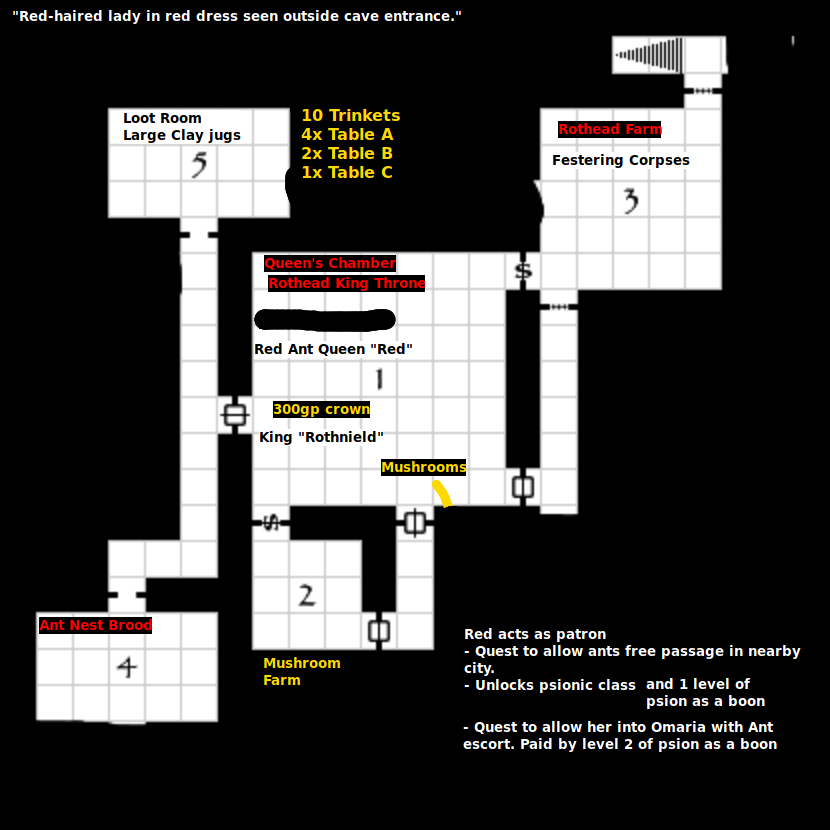 "Red-haired lady in red dress seen outside cave entrance."
Loot Room
Large Clay jugs
5
10 Trinkets
4x Table A
2x Table B
1x Table C
Rothead Farm
Festering Corpses
3
S
Queen's Chamber
Rothead King Throne
Red Ant Queen "Red"
1
300gp crown
King "Rothnield"
Mushrooms
S
2
Mushroom
Farm
Ant Nest Brood
4
Red acts as patron
- Quest to allow ants free passage in nearby
city.
- Unlocks psionic class and 1 level of
psion as a boon
- Quest to allow her into Omaria with Ant
escort. Paid by level 2 of psion as a boon